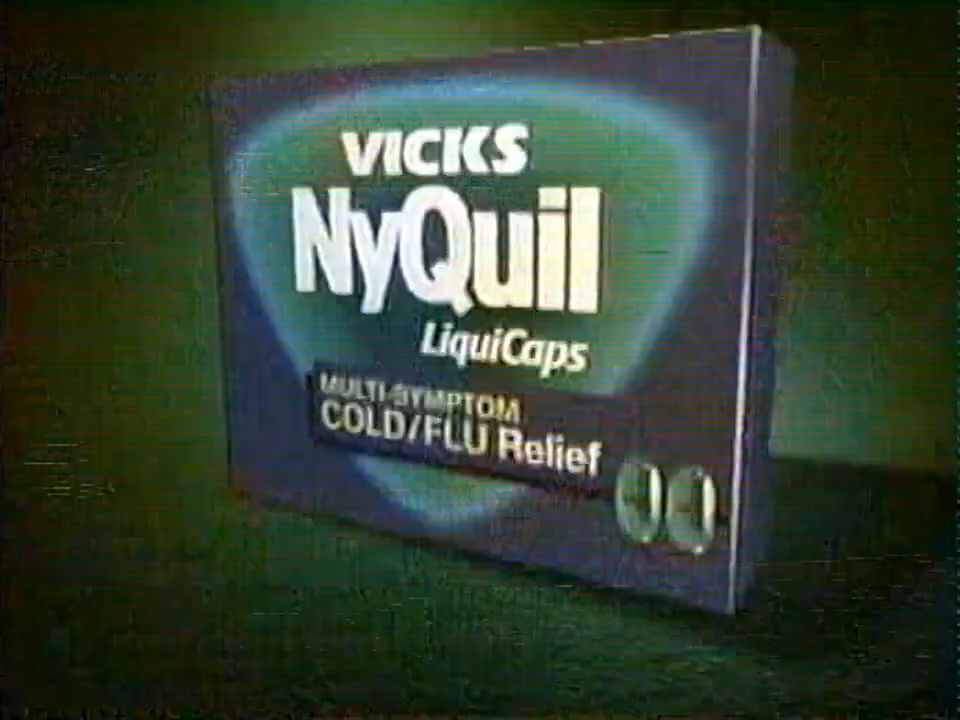 VICKS
NyQuil
LiquiCaps
MULTI-SYMPTOM
COLD/FLU Relief